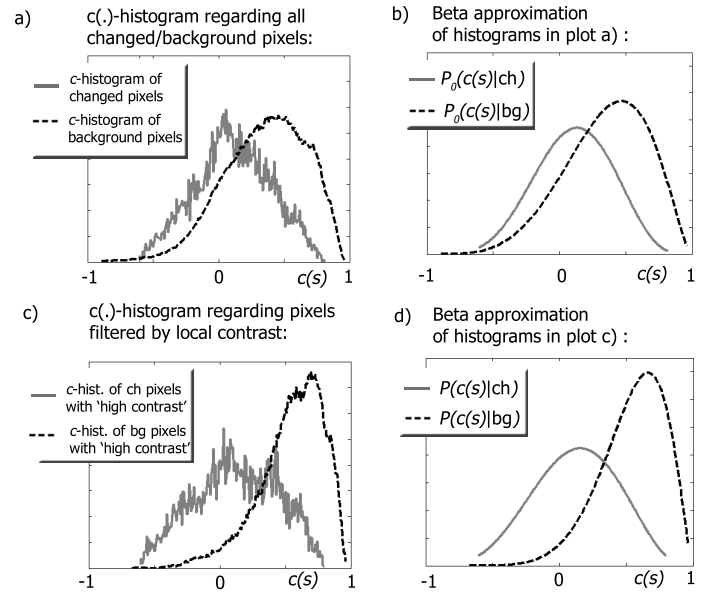 a)
c(.)-histogram regarding all
changed/background pixels:
c-histogram of
changed pixels
c-histogram of
background pixels
-1
0
c(s)
1
b)
Beta approximation
of histograms in plot a) :
P₀(c(s)|ch)
P₀(c(s)|bg)
-1
0
c(s)
1
c)
c(.)-histogram regarding pixels
filtered by local contrast:
c-hist. of ch pixels
with ‘high contrast’
c-hist. of bg pixels
with ‘high contrast’
-1
0
c(s)
1
d)
Beta approximation
of histograms in plot c) :
P(c(s)|ch)
P(c(s)|bg)
-1
0
c(s)
1